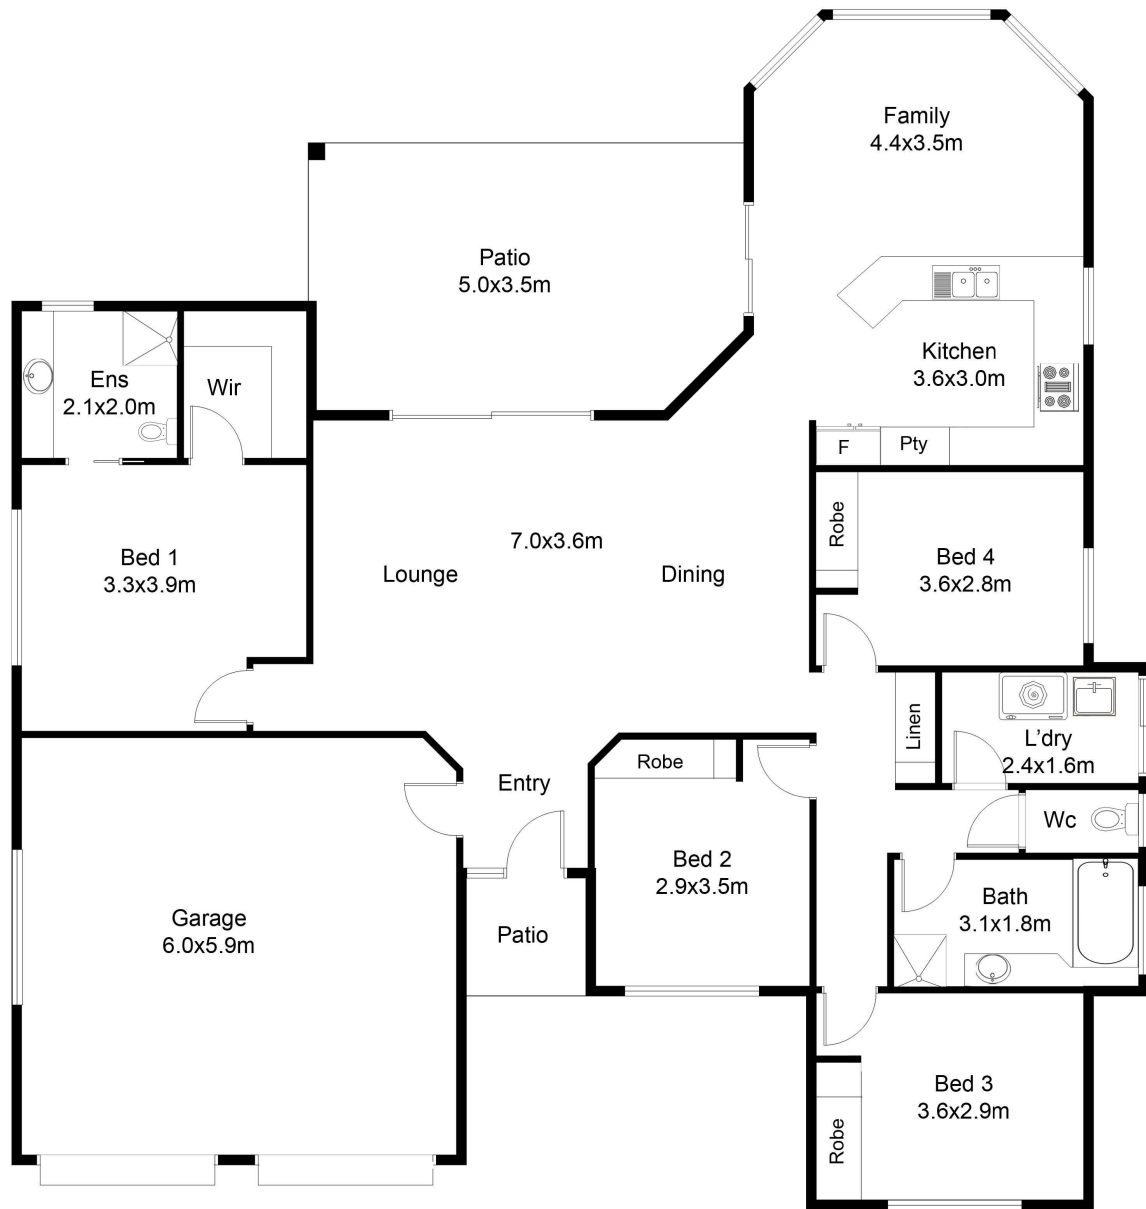 Family
4.4x3.5m
Patio
5.0x3.5m
Kitchen
3.6x3.0m
Ens
2.1x2.0m
Wir
F
Pty
Robe
7.0x3.6m
Bed 1
3.3x3.9m
Lounge
Dining
Bed 4
3.6x2.8m
Linen
L'dry
2.4x1.6m
Robe
Entry
Wc
Bed 2
2.9x3.5m
Garage
6.0x5.9m
Patio
Bath
3.1x1.8m
Bed 3
3.6x2.9m
Robe